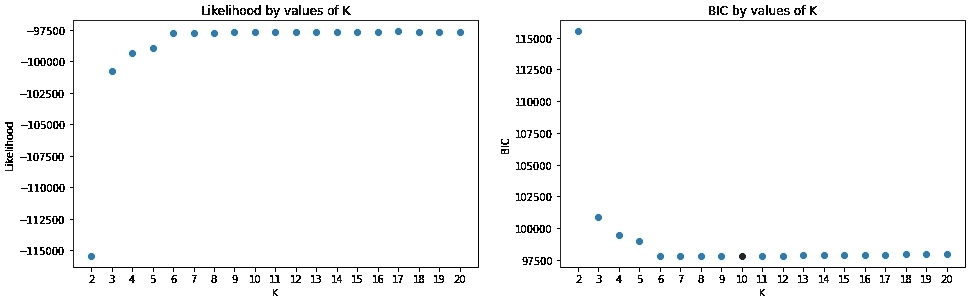 Likelihood by values of K
−97500
−100000
−102500
−105000
−107500
−110000
−112500
−115000
Likelihood
2 3 4 5 6 7 8 9 10 11 12 13 14 15 16 17 18 19 20
K
BIC by values of K
115000
112500
110000
107500
105000
102500
100000
97500
BIC
2 3 4 5 6 7 8 9 10 11 12 13 14 15 16 17 18 19 20
K